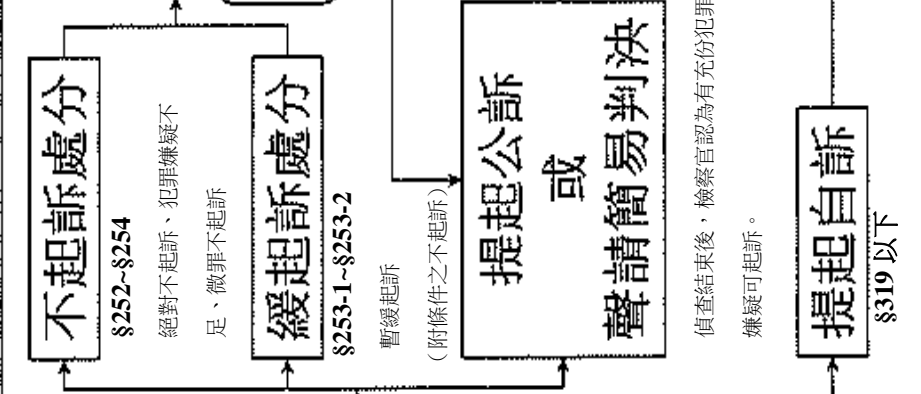 不起訴處分
§252~§254
絕對不起訴、犯罪嫌疑不
足、微罪不起訴
緩起訴處分
§253-1~§253-2
暫緩起訴
（附條件之不起訴）
提起公訴
或
聲請簡易判決
偵查結束後，檢察官認為有充份犯罪
嫌疑可起訴。
提起自訴
§319 以下